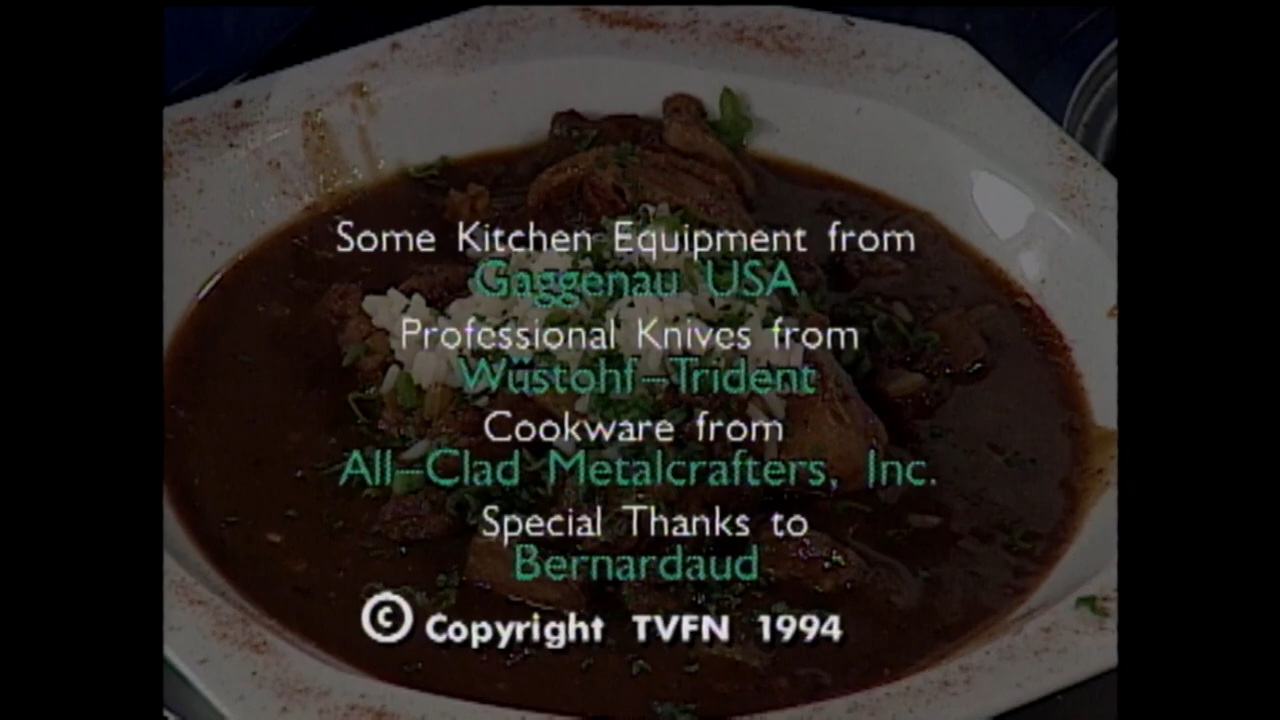 Some Kitchen Equipment from
Gaggenau USA
Professional Knives from
Wüstohf-Trident
Cookware from
All-Clad Metalcrafters, Inc.
Special Thanks to
Bernardaud
© Copyright TVFN 1994